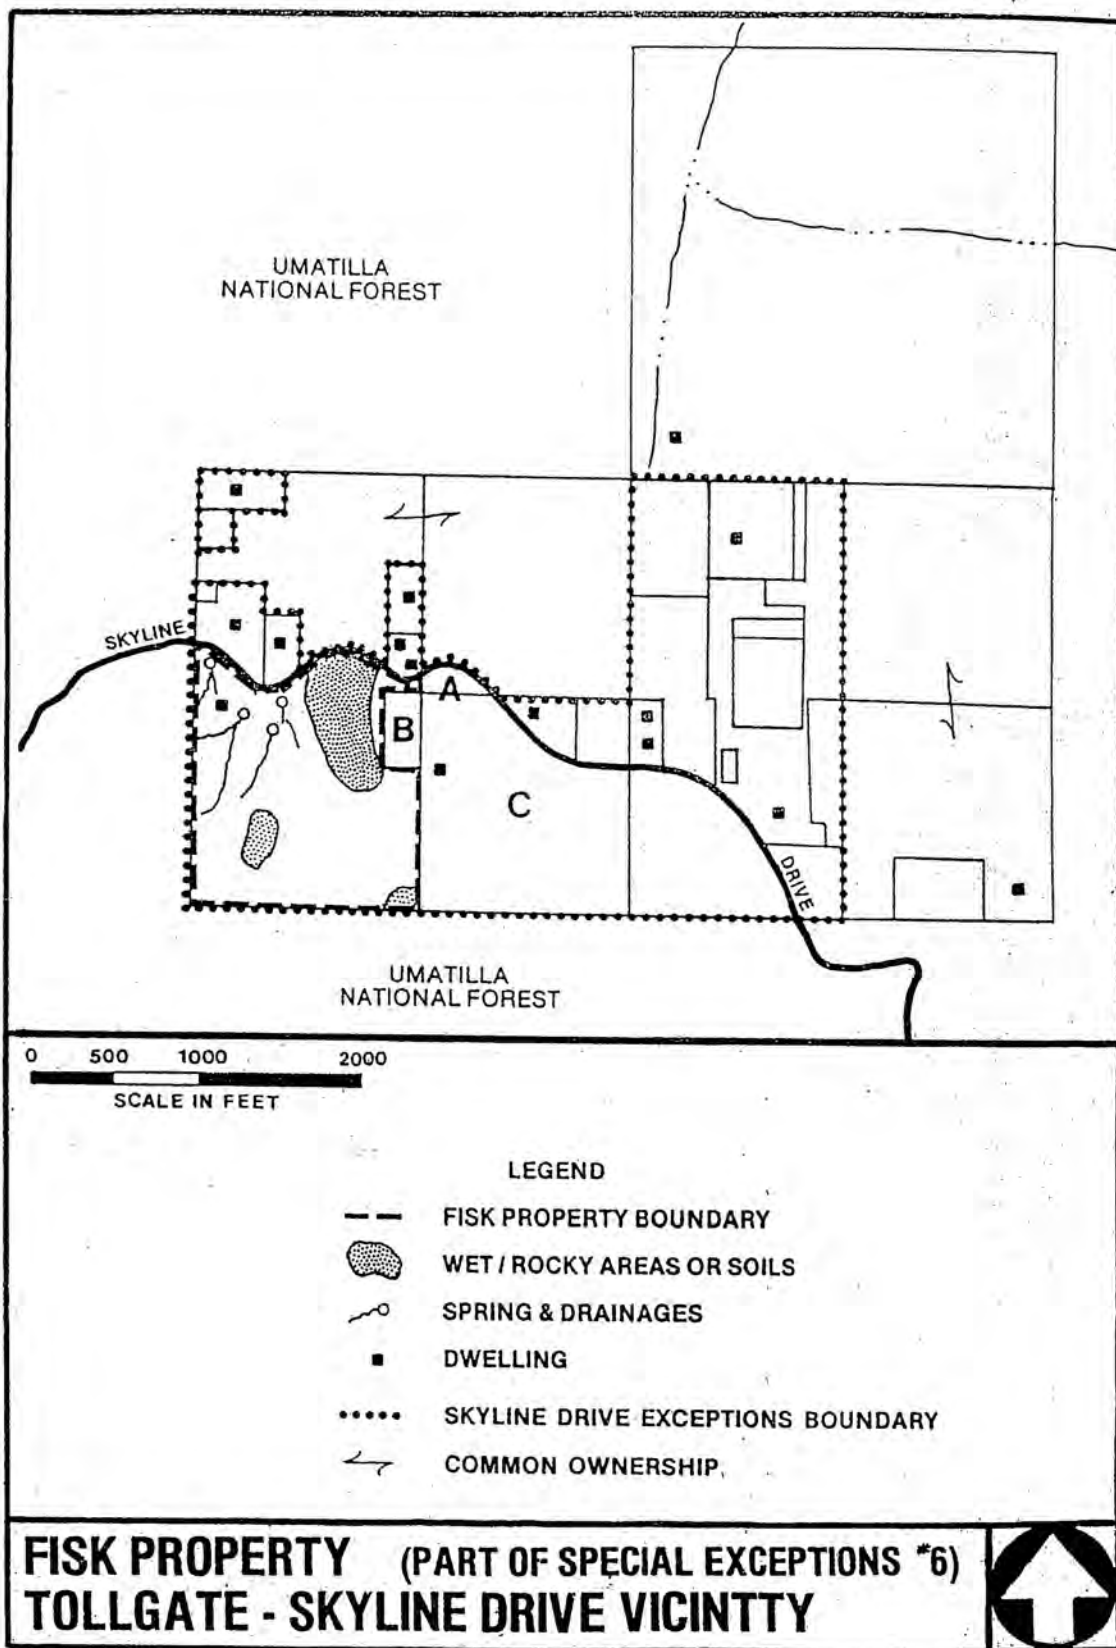 UMATILLA
NATIONAL FOREST
SKYLINE
A
B
C
DRIVE
UMATILLA
NATIONAL FOREST
0 500 1000 2000
SCALE IN FEET
LEGEND
FISK PROPERTY BOUNDARY
WET / ROCKY AREAS OR SOILS
SPRING & DRAINAGES
DWELLING
SKYLINE DRIVE EXCEPTIONS BOUNDARY
COMMON OWNERSHIP
FISK PROPERTY (PART OF SPECIAL EXCEPTIONS #6)
TOLLGATE - SKYLINE DRIVE VICINTTY